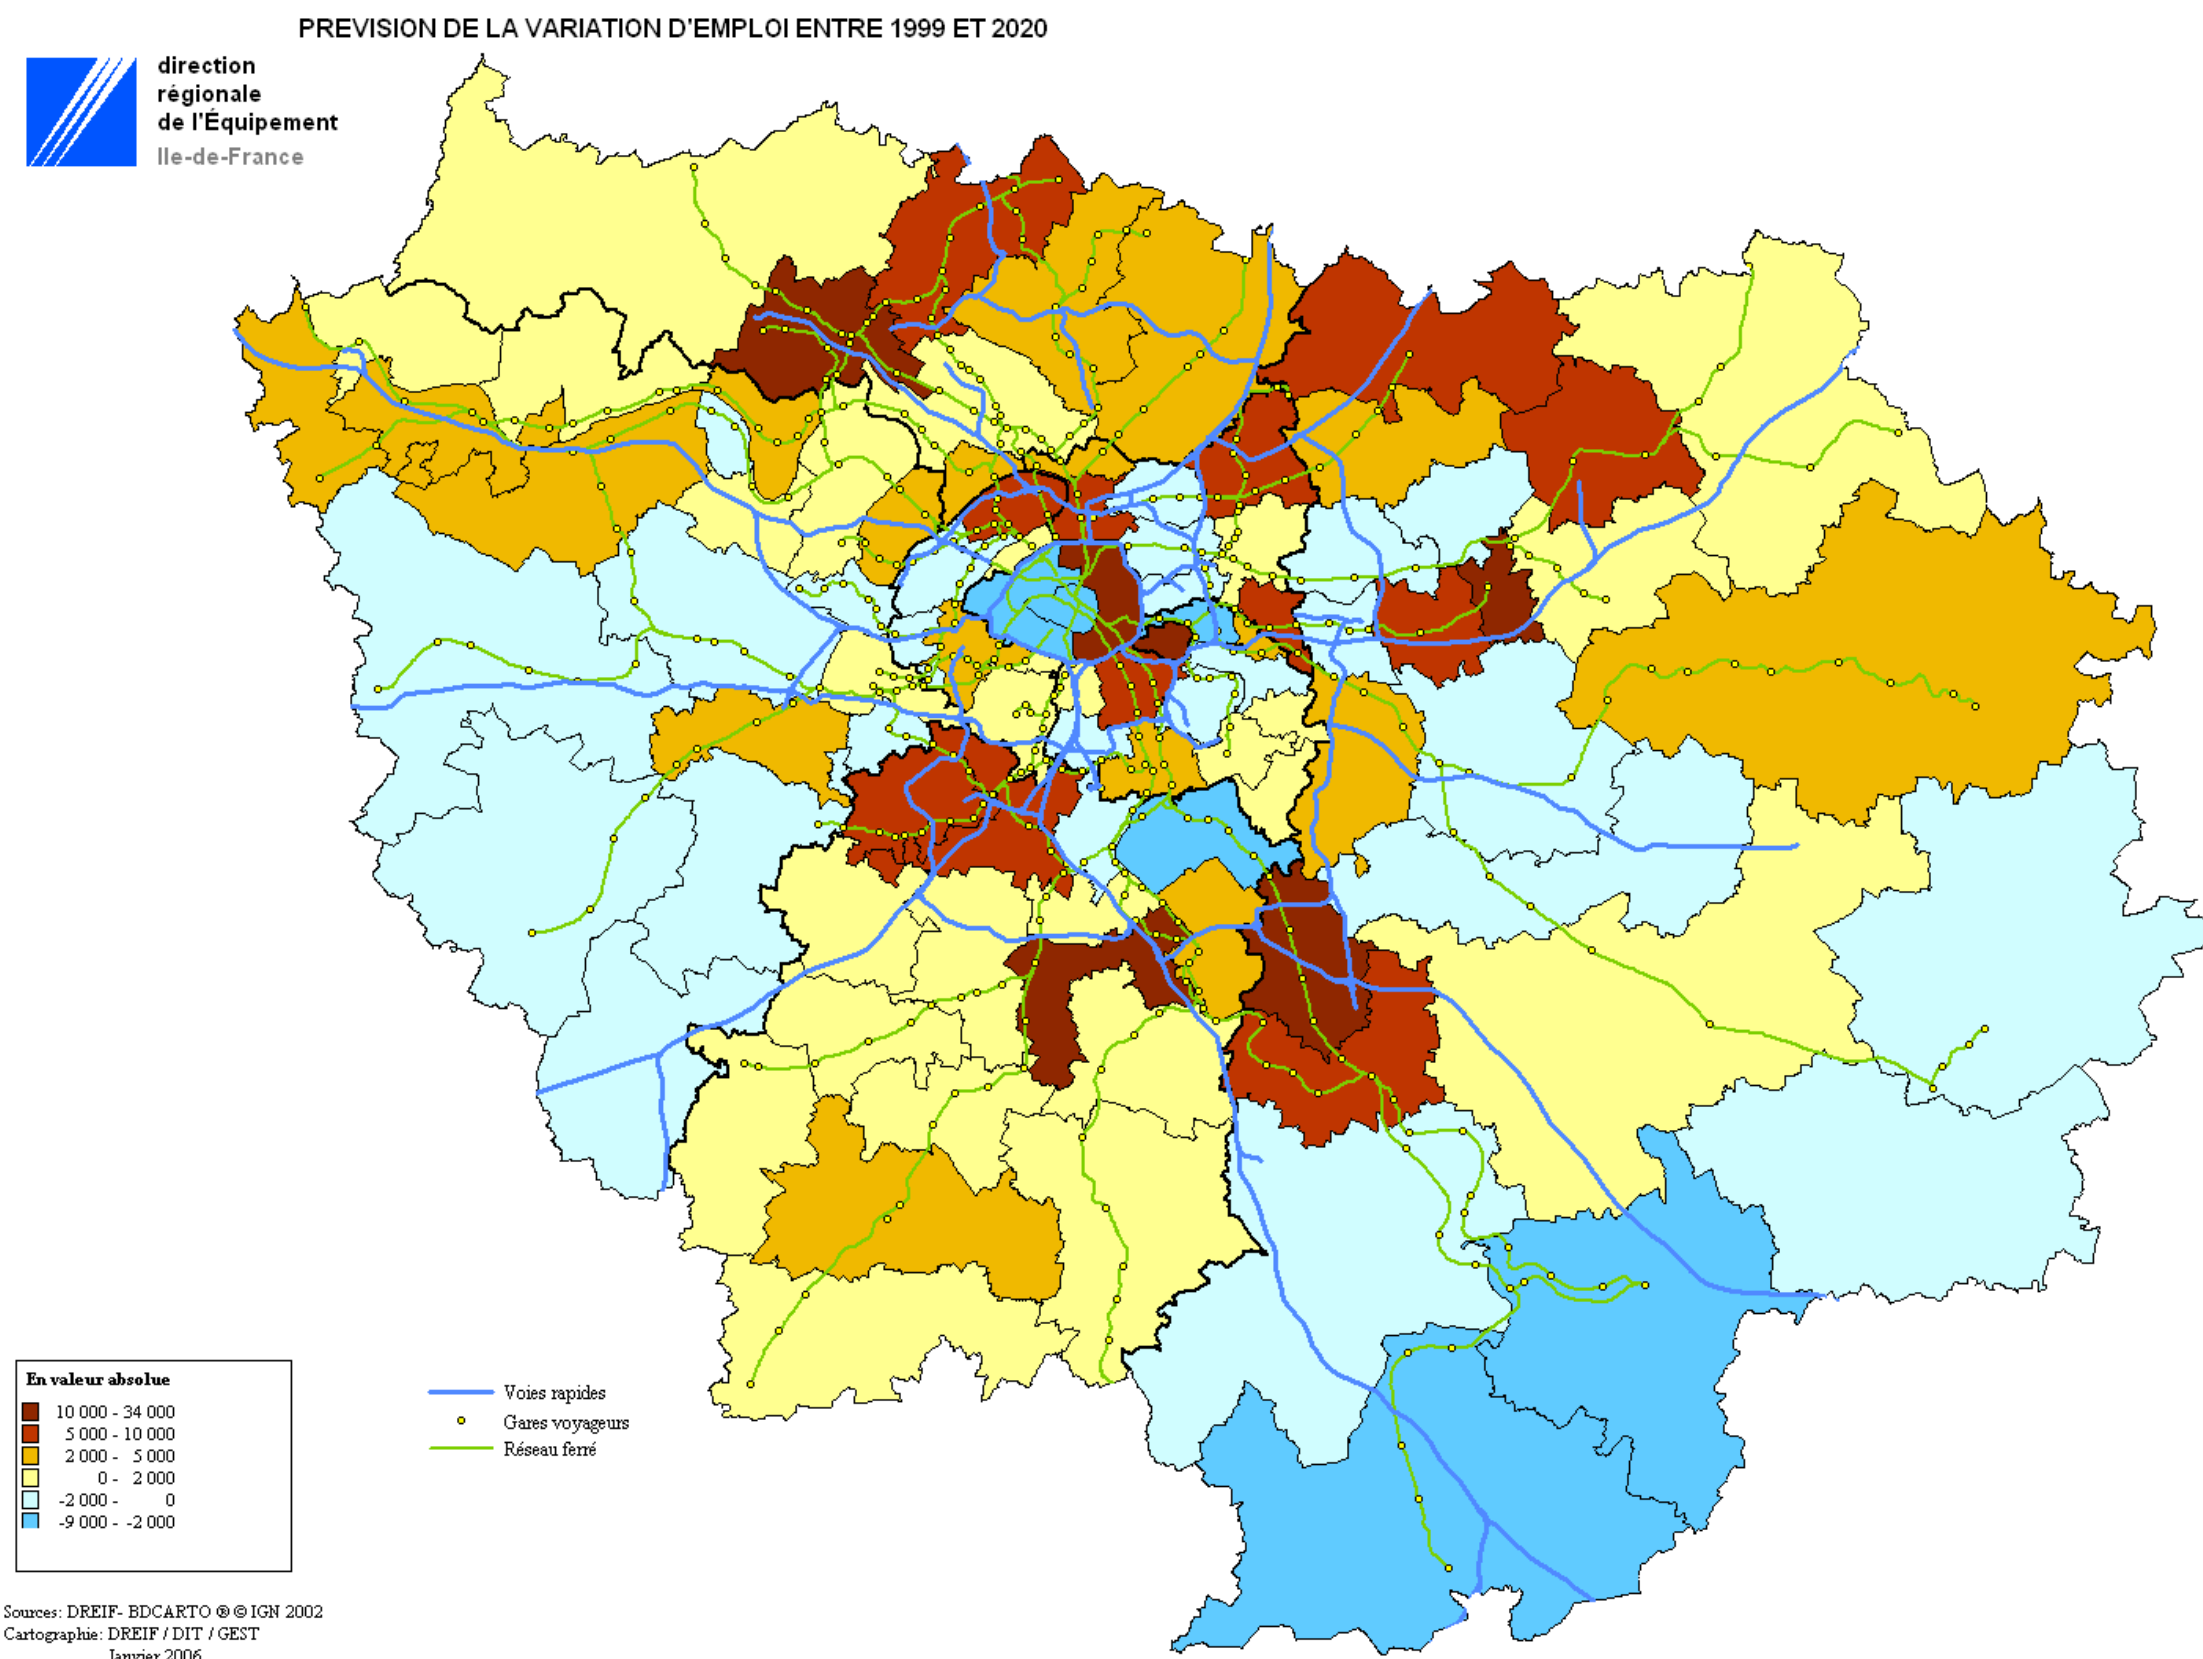 PREVISION DE LA VARIATION D'EMPLOI ENTRE 1999 ET 2020
direction
régionale
de l'Équipement
Ile-de-France
En valeur absolue
10 000 - 34 000
5 000 - 10 000
2 000 - 5 000
0 - 2 000
-2 000 - 0
-9 000 - -2 000
Voies rapides
Gares voyageurs
Réseau ferré
Sources: DREIF- BDCARTO ® © IGN 2002
Cartographie: DREIF / DIT / GEST
Janvier 2006